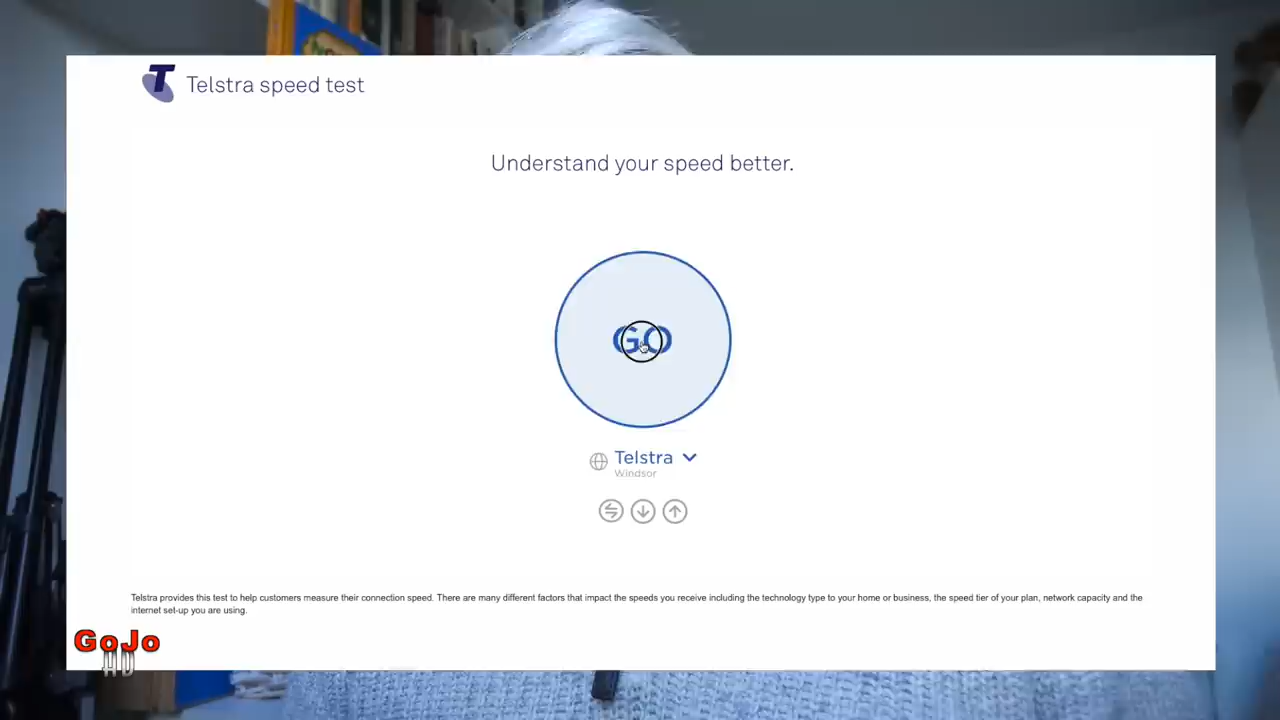 T Telstra speed test
Understand your speed better.
GO
Telstra
Windsor
Telstra provides this test to help customers measure their connection speed. There are many different factors that impact the speeds you receive including the technology type to your home or business, the speed tier of your plan, network capacity and the
internet set-up you are using.
GoJo
HD